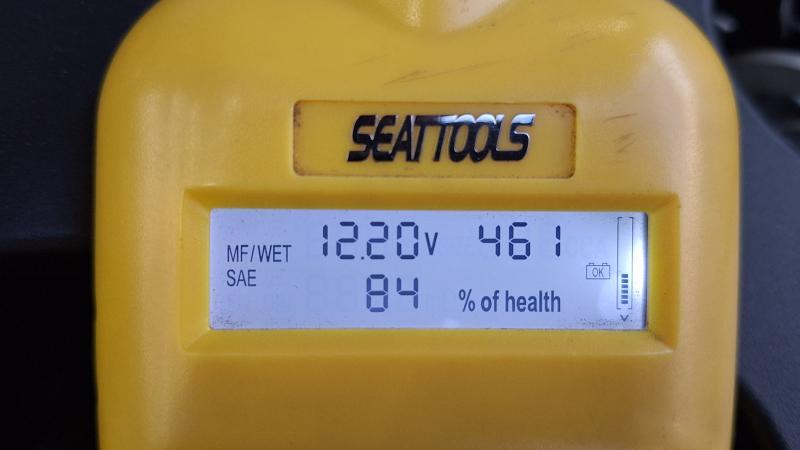 SEATTOOLS
MF/WET 12.20V 461
SAE
84 % of health
OK